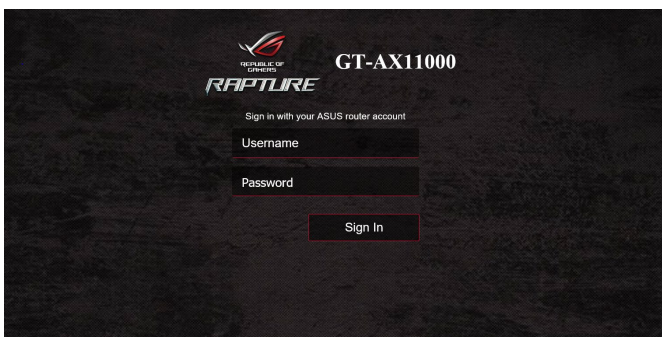 REPUBLIC OF
GAMERS
RAPTURE
GT-AX11000
Sign in with your ASUS router account
Username
Password
Sign In